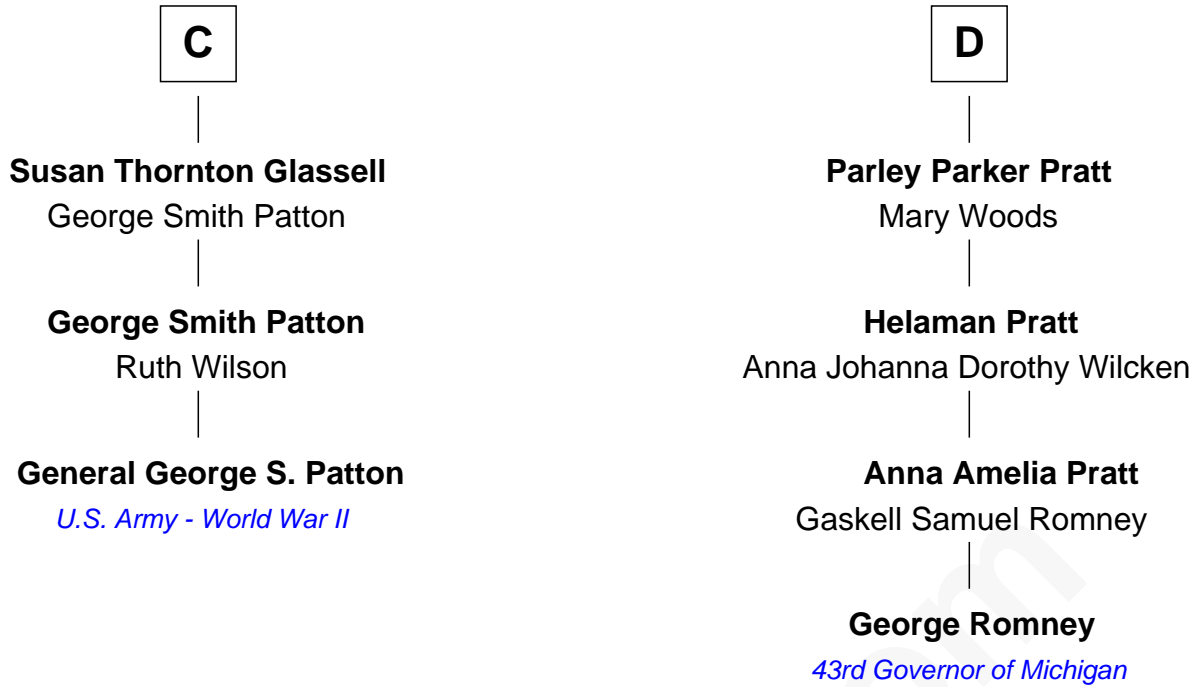 C
Susan Thornton Glassell
George Smith Patton
George Smith Patton
Ruth Wilson
General George S. Patton
U.S. Army - World War II
D
Parley Parker Pratt
Mary Woods
Helaman Pratt
Anna Johanna Dorothy Wilcken
Anna Amelia Pratt
Gaskell Samuel Romney
George Romney
43rd Governor of Michigan